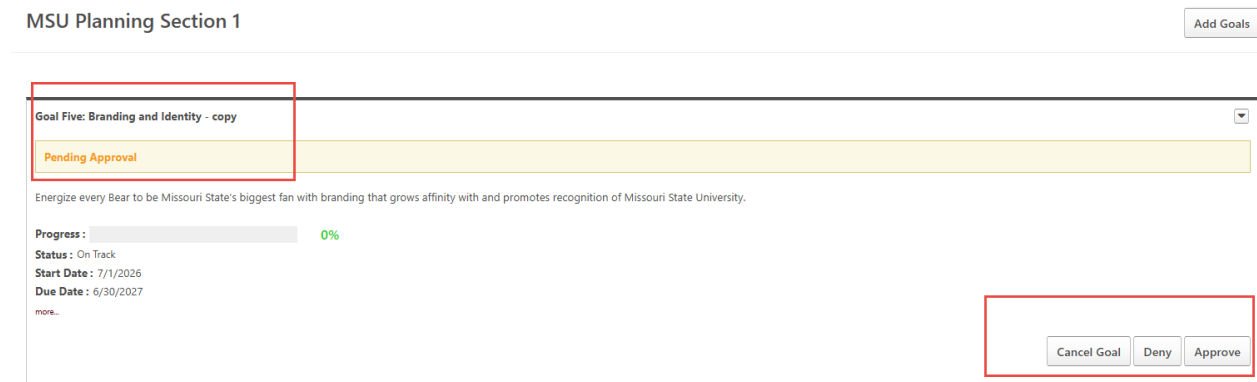 MSU Planning Section 1
Add Goals
Goal Five: Branding and Identity - copy
Pending Approval
Energize every Bear to be Missouri State's biggest fan with branding that grows affinity with and promotes recognition of Missouri State University.
Progress : 0%
Status : On Track
Start Date : 7/1/2026
Due Date : 6/30/2027
more...
Cancel Goal Deny Approve